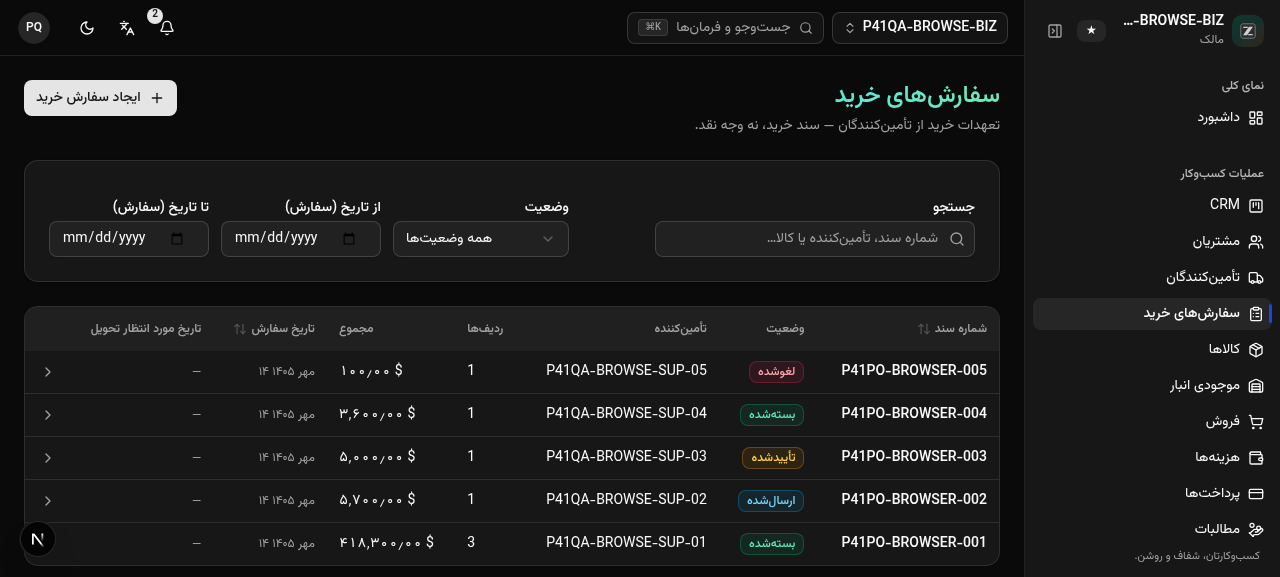 P41QA-BROWSE-BIZ
جست‌وجو و فرمان‌ها
⌘K
2
PQ
...-BROWSE-BIZ
مالک
نمای کلی
داشبورد
عملیات کسب‌وکار
CRM
مشتریان
تأمین‌کنندگان
سفارش‌های خرید
کالاها
موجودی انبار
فروش
هزینه‌ها
پرداخت‌ها
مطالبات
کسب‌وکارتان، شفاف و روشن.
سفارش‌های خرید
تعهدات خرید از تأمین‌کنندگان — سند خرید، نه وجه نقد.
ایجاد سفارش خرید
جستجو
شماره سند، تأمین‌کننده یا کالا...
وضعیت
همه وضعیت‌ها
از تاریخ (سفارش)
mm/dd/yyyy
تا تاریخ (سفارش)
mm/dd/yyyy
شماره سند وضعیت تأمین‌کننده ردیف‌ها مجموع تاریخ سفارش تاریخ مورد انتظار تحویل
P41PO-BROWSER-005 لغوشده P41QA-BROWSE-SUP-05 1 ۱۰۰٫۰۰ $ ۱۴ مهر ۱۴۰۵ —
P41PO-BROWSER-004 بسته‌شده P41QA-BROWSE-SUP-04 1 ۳,۶۰۰٫۰۰ $ ۱۴ مهر ۱۴۰۵ —
P41PO-BROWSER-003 تأییدشده P41QA-BROWSE-SUP-03 1 ۵,۰۰۰٫۰۰ $ ۱۴ مهر ۱۴۰۵ —
P41PO-BROWSER-002 ارسال‌شده P41QA-BROWSE-SUP-02 1 ۵,۷۰۰٫۰۰ $ ۱۴ مهر ۱۴۰۵ —
P41PO-BROWSER-001 بسته‌شده P41QA-BROWSE-SUP-01 3 ۴۱۸,۳۰۰٫۰۰ $ ۱۴ مهر ۱۴۰۵ —
N